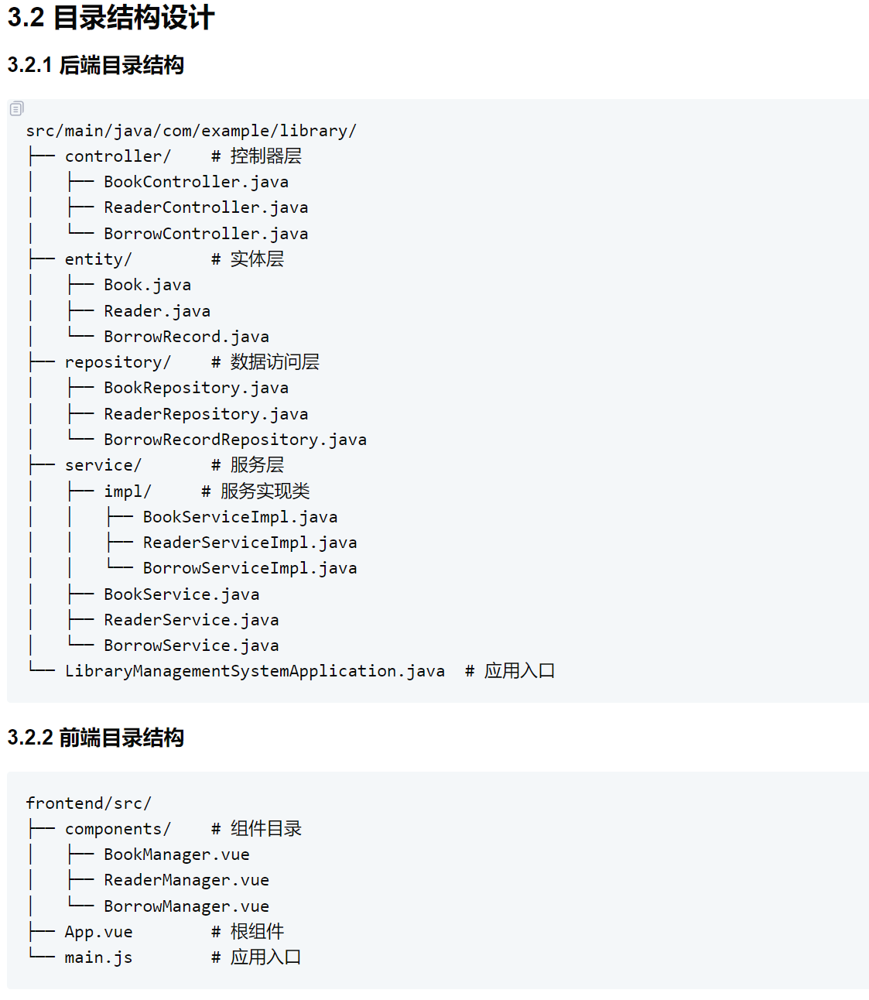 3.2 目录结构设计
3.2.1 后端目录结构
src/main/java/com/example/library/
├── controller/    # 控制器层
│   ├── BookController.java
│   ├── ReaderController.java
│   └── BorrowController.java
├── entity/        # 实体层
│   ├── Book.java
│   ├── Reader.java
│   └── BorrowRecord.java
├── repository/    # 数据访问层
│   ├── BookRepository.java
│   ├── ReaderRepository.java
│   └── BorrowRecordRepository.java
├── service/       # 服务层
│   ├── impl/     # 服务实现类
│   │   ├── BookServiceImpl.java
│   │   ├── ReaderServiceImpl.java
│   │   └── BorrowServiceImpl.java
│   ├── BookService.java
│   ├── ReaderService.java
│   └── BorrowService.java
└── LibraryManagementSystemApplication.java  # 应用入口
3.2.2 前端目录结构
frontend/src/
├── components/    # 组件目录
│   ├── BookManager.vue
│   ├── ReaderManager.vue
│   └── BorrowManager.vue
├── App.vue        # 根组件
└── main.js        # 应用入口